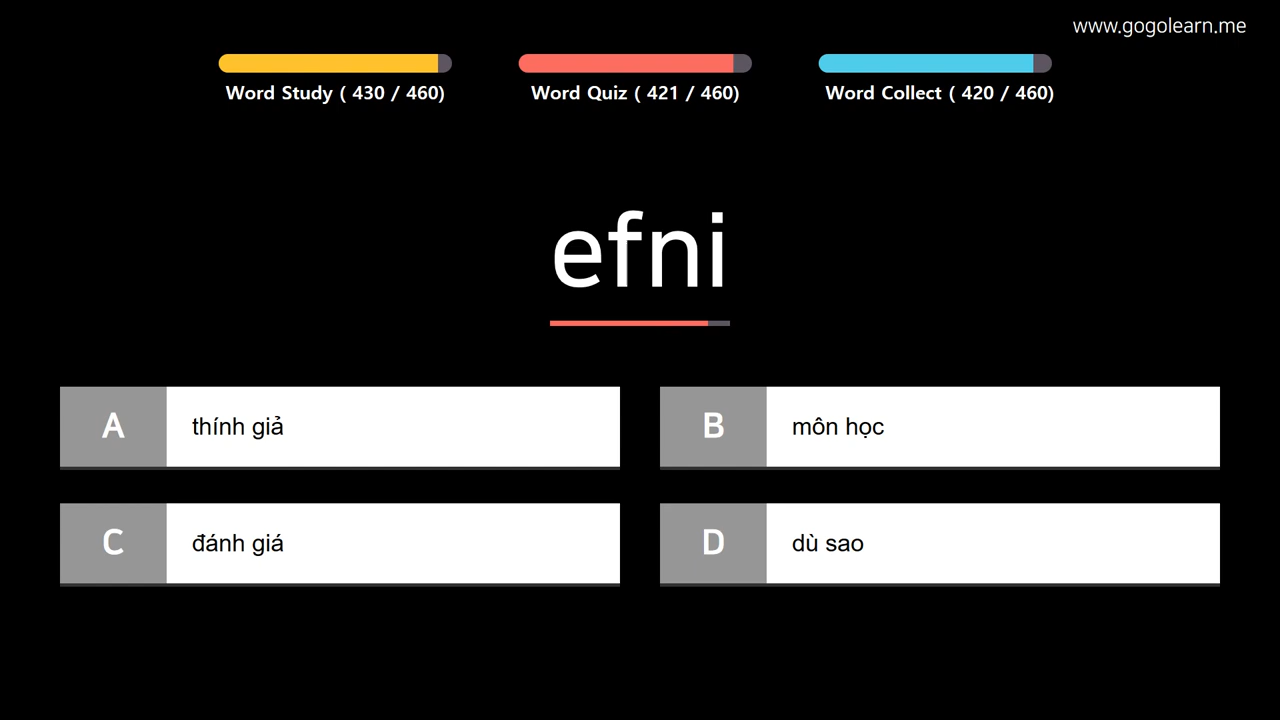 www.gogolearn.me
Word Study ( 430 / 460)
Word Quiz ( 421 / 460)
Word Collect ( 420 / 460)
efni
A
thính giả
B
môn học
C
đánh giá
D
dù sao